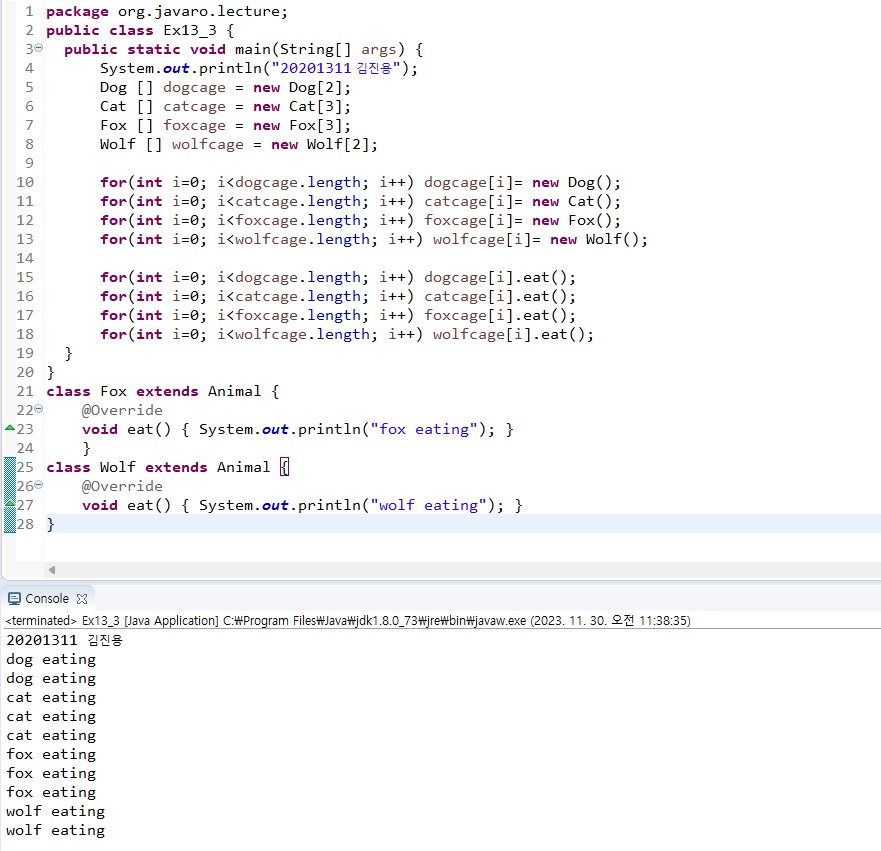 1 package org.javaro.lecture;
2 public class Ex13_3 {
3 public static void main(String[] args) {
4 System.out.println("20201311 김진용");
5 Dog [] dogcage = new Dog[2];
6 Cat [] catcage = new Cat[3];
7 Fox [] foxcage = new Fox[3];
8 Wolf [] wolfcage = new Wolf[2];
9
10 for(int i=0; i<dogcage.length; i++) dogcage[i]= new Dog();
11 for(int i=0; i<catcage.length; i++) catcage[i]= new Cat();
12 for(int i=0; i<foxcage.length; i++) foxcage[i]= new Fox();
13 for(int i=0; i<wolfcage.length; i++) wolfcage[i]= new Wolf();
14
15 for(int i=0; i<dogcage.length; i++) dogcage[i].eat();
16 for(int i=0; i<catcage.length; i++) catcage[i].eat();
17 for(int i=0; i<foxcage.length; i++) foxcage[i].eat();
18 for(int i=0; i<wolfcage.length; i++) wolfcage[i].eat();
19 }
20 }
21 class Fox extends Animal {
22 @Override
23 void eat() { System.out.println("fox eating"); }
24 }
25 class Wolf extends Animal {
26 @Override
27 void eat() { System.out.println("wolf eating"); }
28 }
Console
<terminated> Ex13_3 [Java Application] C:₩Program Files₩Java₩jdk1.8.0_73₩jre₩bin₩javaw.exe (2023. 11. 30. 오전 11:38:35)
20201311 김진용
dog eating
dog eating
cat eating
cat eating
cat eating
fox eating
fox eating
fox eating
wolf eating
wolf eating